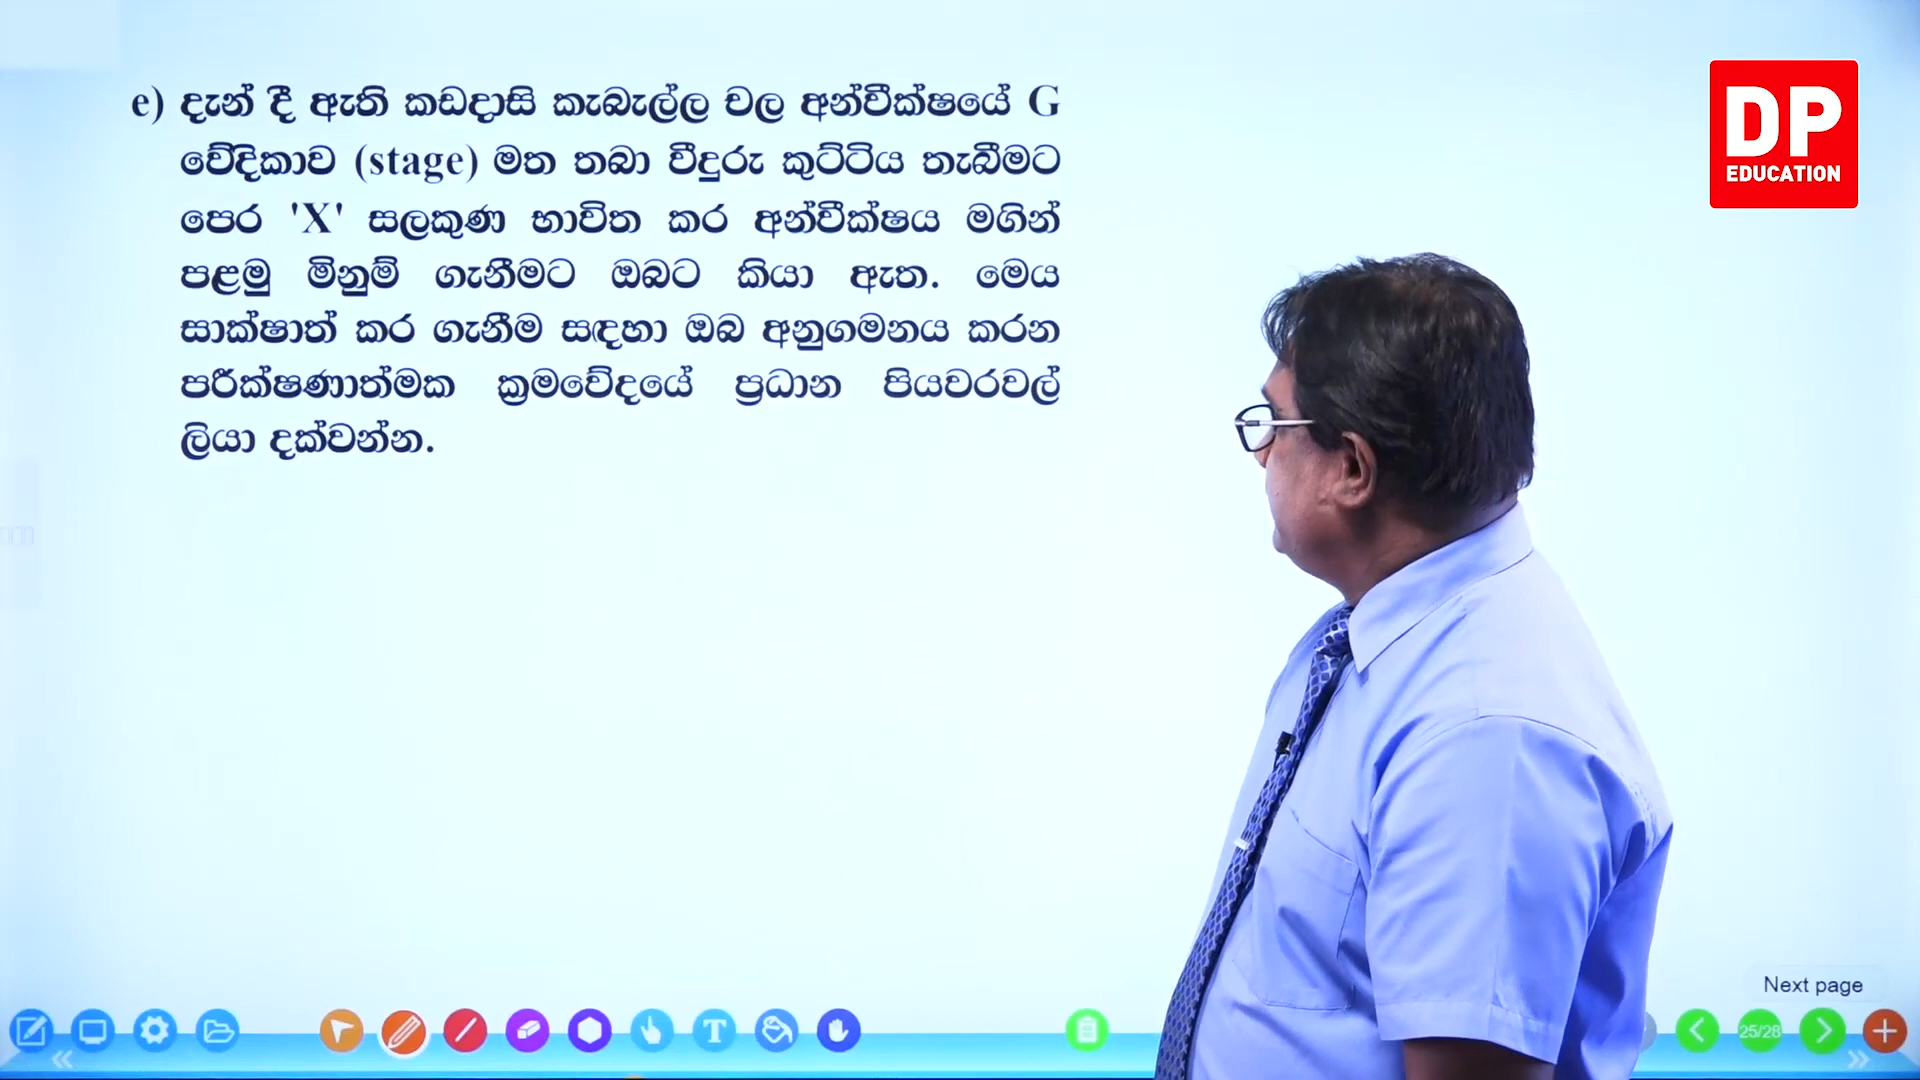 e) දැන් දී ඇති කඩදාසි කැබැල්ල චල අන්වීක්ෂයේ G
වේදිකාව (stage) මත තබා වීදුරු කුට්ටිය තැබීමට
පෙර 'X' සලකුණ භාවිත කර අන්වීක්ෂය මගින්
පළමු මිනුම් ගැනීමට ඔබට කියා ඇත. මෙය
සාක්ෂාත් කර ගැනීම සඳහා ඔබ අනුගමනය කරන
පරීක්ෂණාත්මක ක්‍රමවේදයේ ප්‍රධාන පියවරවල්
ලියා දක්වන්න.
DP
EDUCATION
Next page
25/28